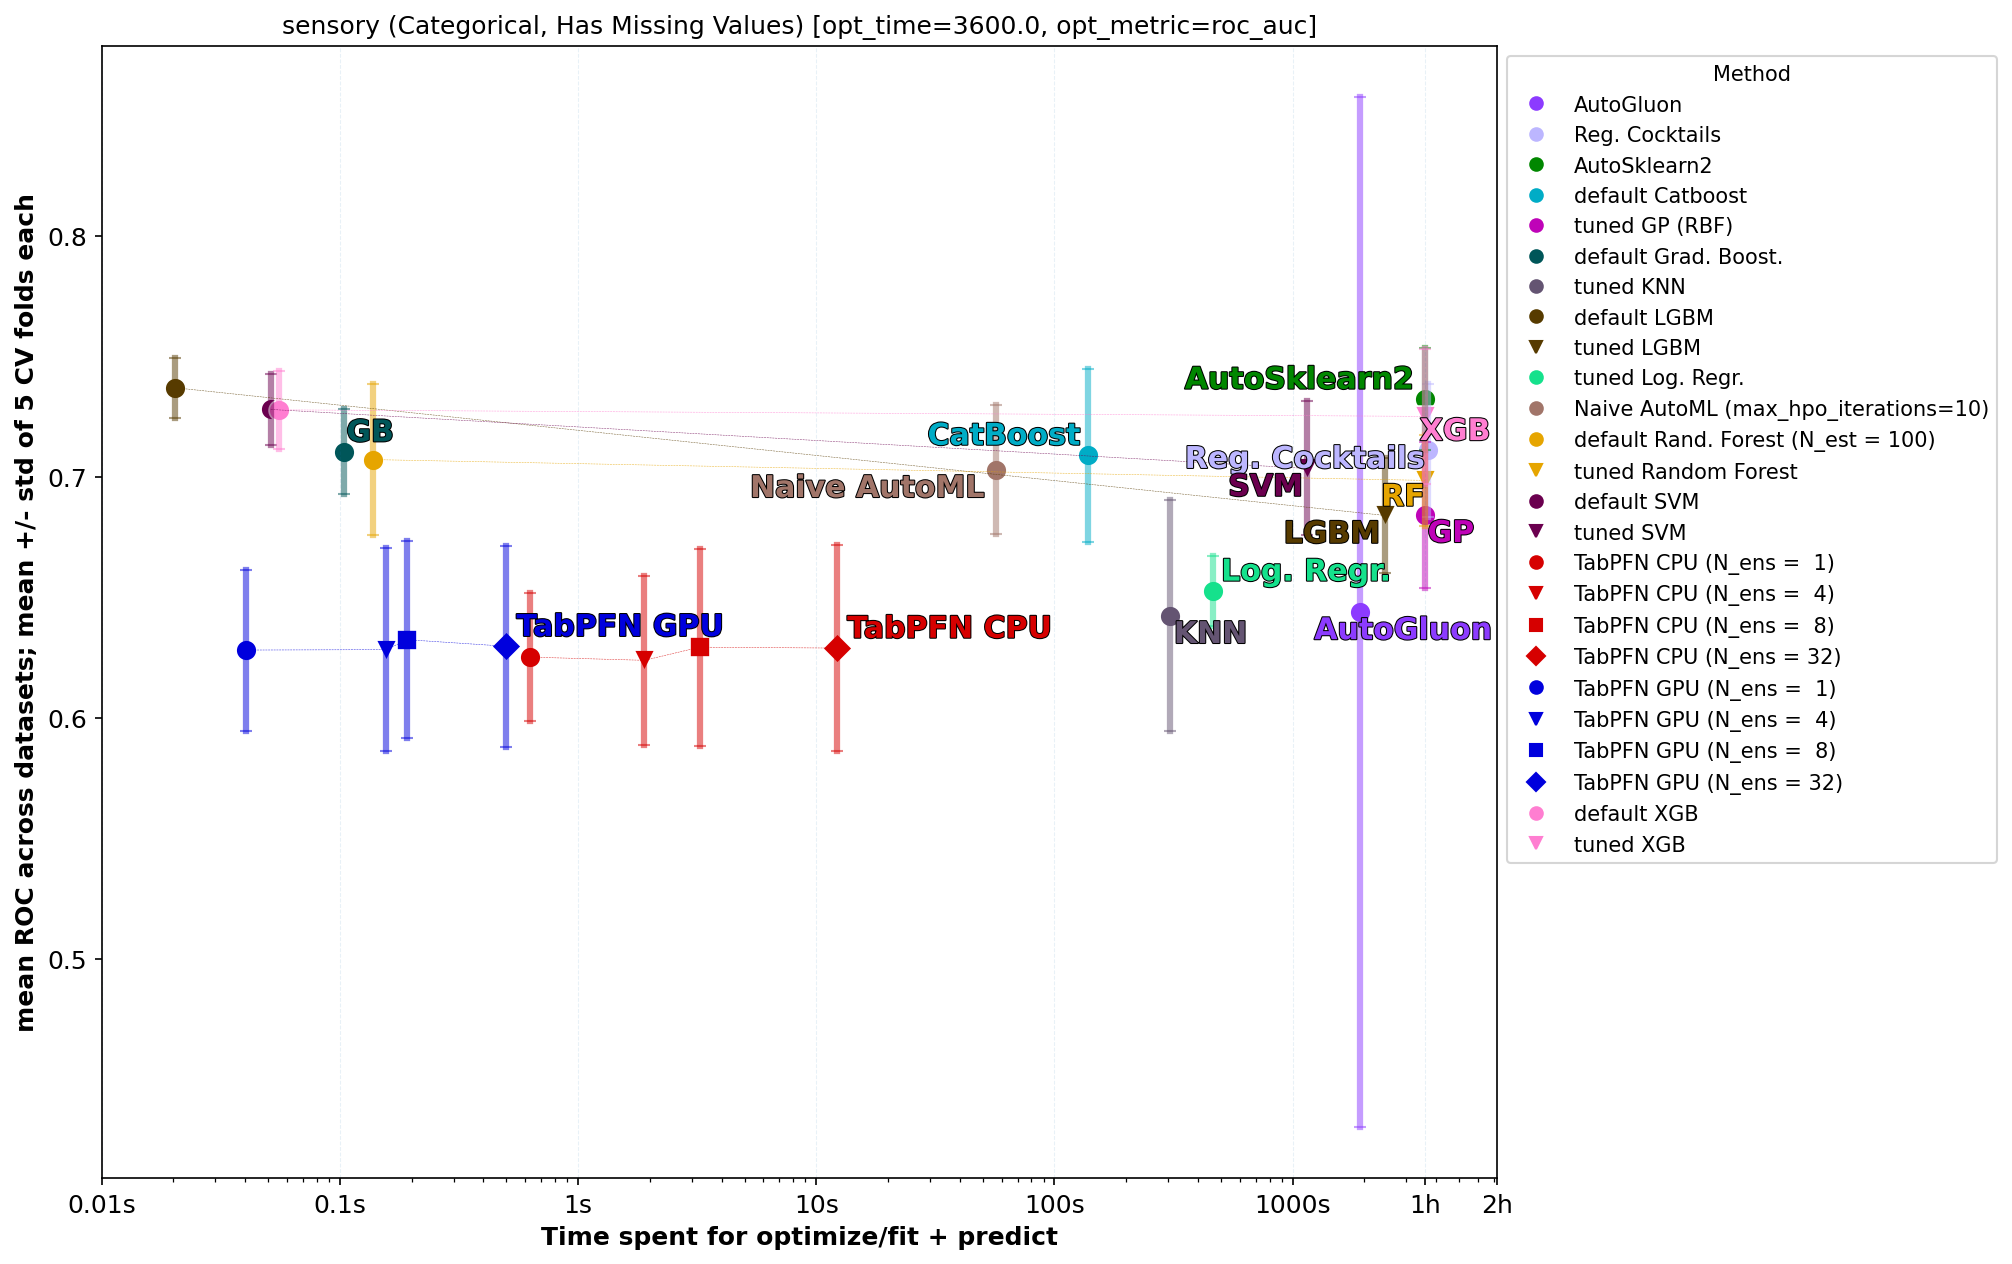 sensory (Categorical, Has Missing Values) [opt_time=3600.0, opt_metric=roc_auc]
mean ROC across datasets; mean +/- std of 5 CV folds each
0.8
0.7
0.6
0.5
AutoSklearn2
XGB
GB
CatBoost
Reg. Cocktails
Naive AutoML
SVM
RF
LGBM
GP
Log. Regr.
TabPFN GPU
TabPFN CPU
KNN
AutoGluon
0.01s
0.1s
1s
10s
100s
1000s
1h
2h
Time spent for optimize/fit + predict
Method
AutoGluon
Reg. Cocktails
AutoSklearn2
default Catboost
tuned GP (RBF)
default Grad. Boost.
tuned KNN
default LGBM
tuned LGBM
tuned Log. Regr.
Naive AutoML (max_hpo_iterations=10)
default Rand. Forest (N_est = 100)
tuned Random Forest
default SVM
tuned SVM
TabPFN CPU (N_ens =  1)
TabPFN CPU (N_ens =  4)
TabPFN CPU (N_ens =  8)
TabPFN CPU (N_ens = 32)
TabPFN GPU (N_ens =  1)
TabPFN GPU (N_ens =  4)
TabPFN GPU (N_ens =  8)
TabPFN GPU (N_ens = 32)
default XGB
tuned XGB